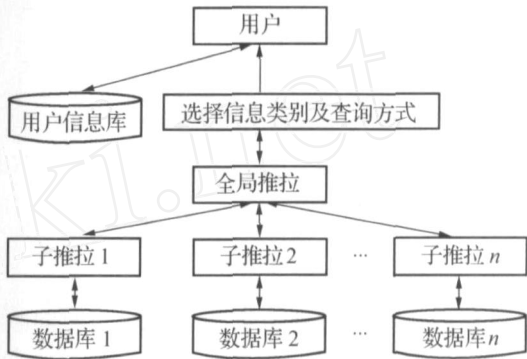 用户
用户信息库
选择信息类别及查询方式
全局推拉
子推拉1 子推拉2 … 子推拉n
数据库1 数据库2 … 数据库n
ki.net